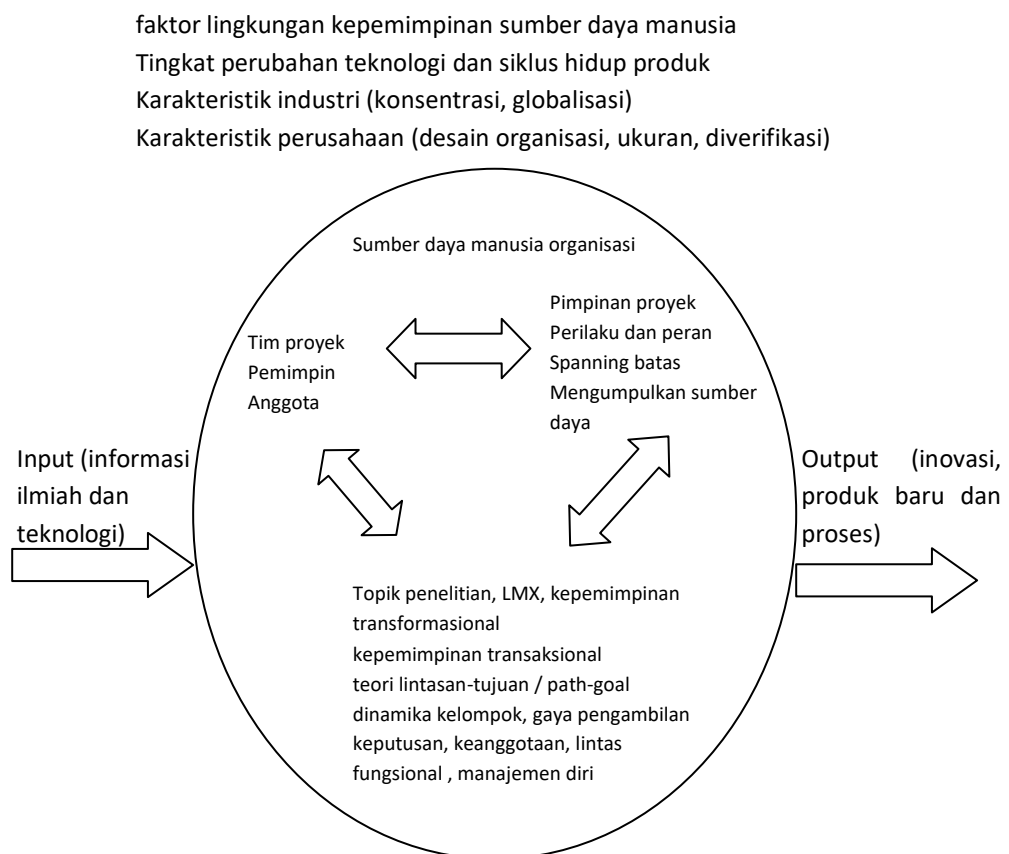 faktor lingkungan kepemimpinan sumber daya manusia
Tingkat perubahan teknologi dan siklus hidup produk
Karakteristik industri (konsentrasi, globalisasi)
Karakteristik perusahaan (desain organisasi, ukuran, diverifikasi)
Sumber daya manusia organisasi
Tim proyek
Pemimpin
Anggota
Pimpinan proyek
Perilaku dan peran
Spanning batas
Mengumpulkan sumber
daya
Input (informasi
ilmiah dan
teknologi)
Output (inovasi,
produk baru dan
proses)
Topik penelitian, LMX, kepemimpinan
transformasional
kepemimpinan transaksional
teori lintasan-tujuan / path-goal
dinamika kelompok, gaya pengambilan
keputusan, keanggotaan, lintas
fungsional , manajemen diri